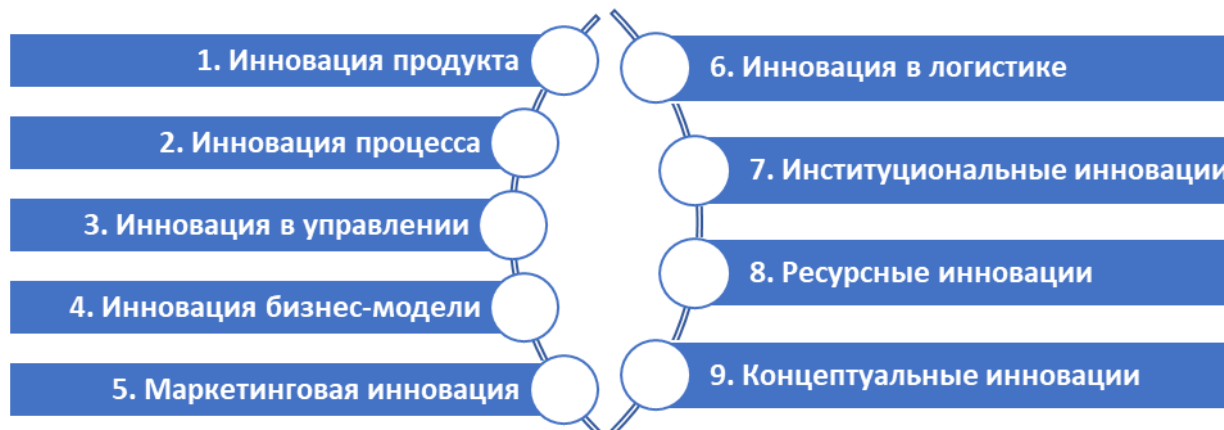 1. Инновация продукта
2. Инновация процесса
3. Инновация в управлении
4. Инновация бизнес-модели
5. Маркетинговая инновация
6. Инновация в логистике
7. Институциональные инновации
8. Ресурсные инновации
9. Концептуальные инновации